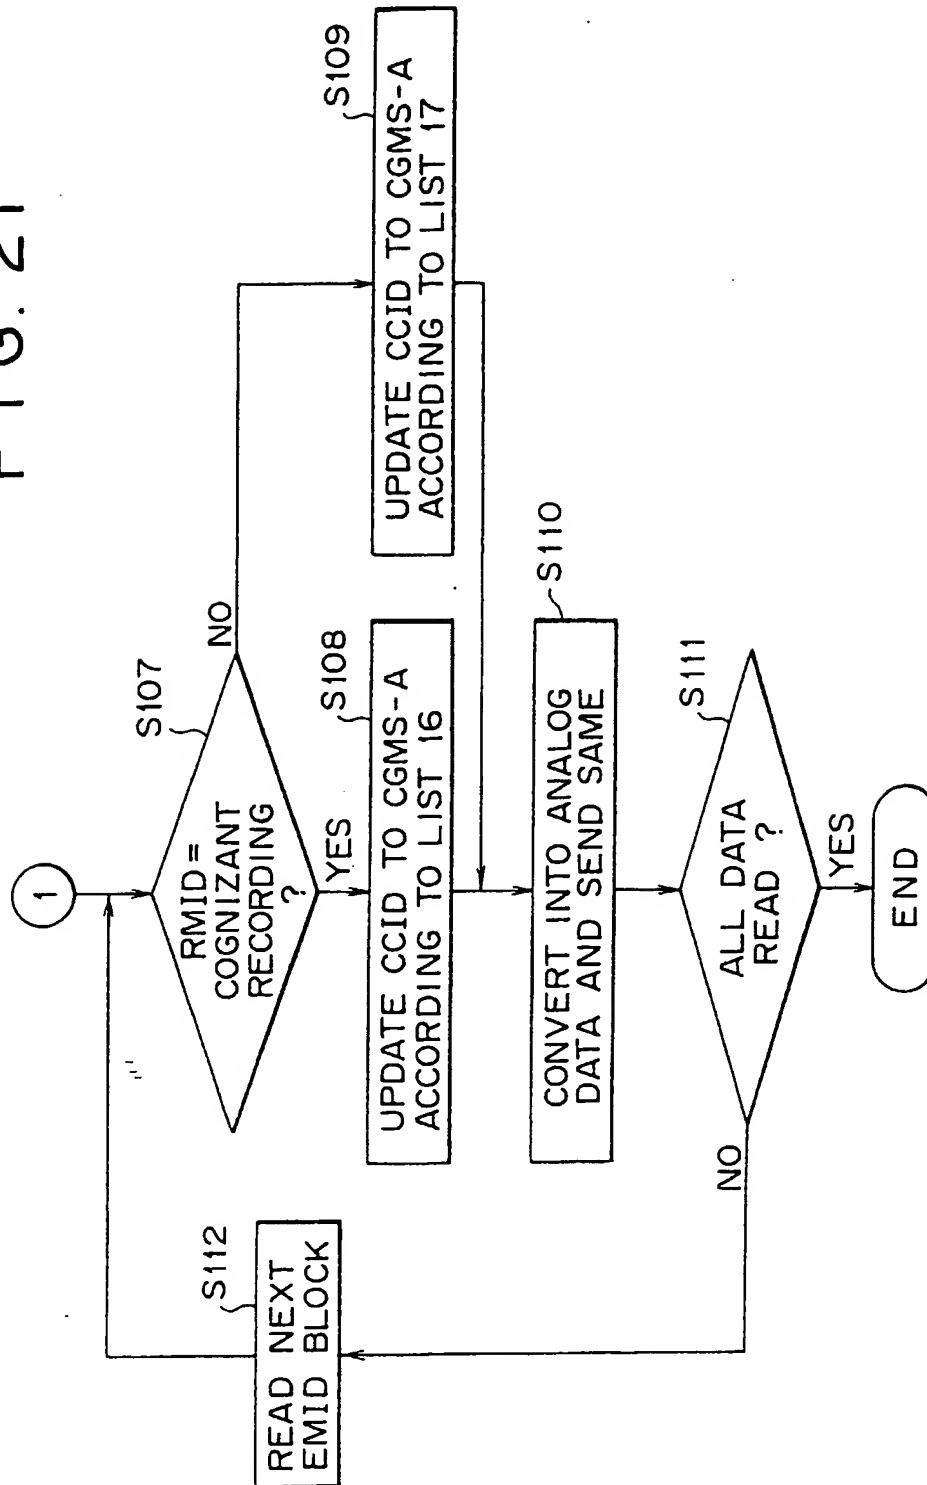 FIG. 21
1
S107
RMID=
COGNIZANT
RECORDING
?
NO
YES
S108
UPDATE CCID TO CGMS-A
ACCORDING TO LIST 16
S109
UPDATE CCID TO CGMS-A
ACCORDING TO LIST 17
S110
CONVERT INTO ANALOG
DATA AND SEND SAME
S111
ALL DATA
READ ?
NO
YES
S112
READ NEXT
EMID BLOCK
END